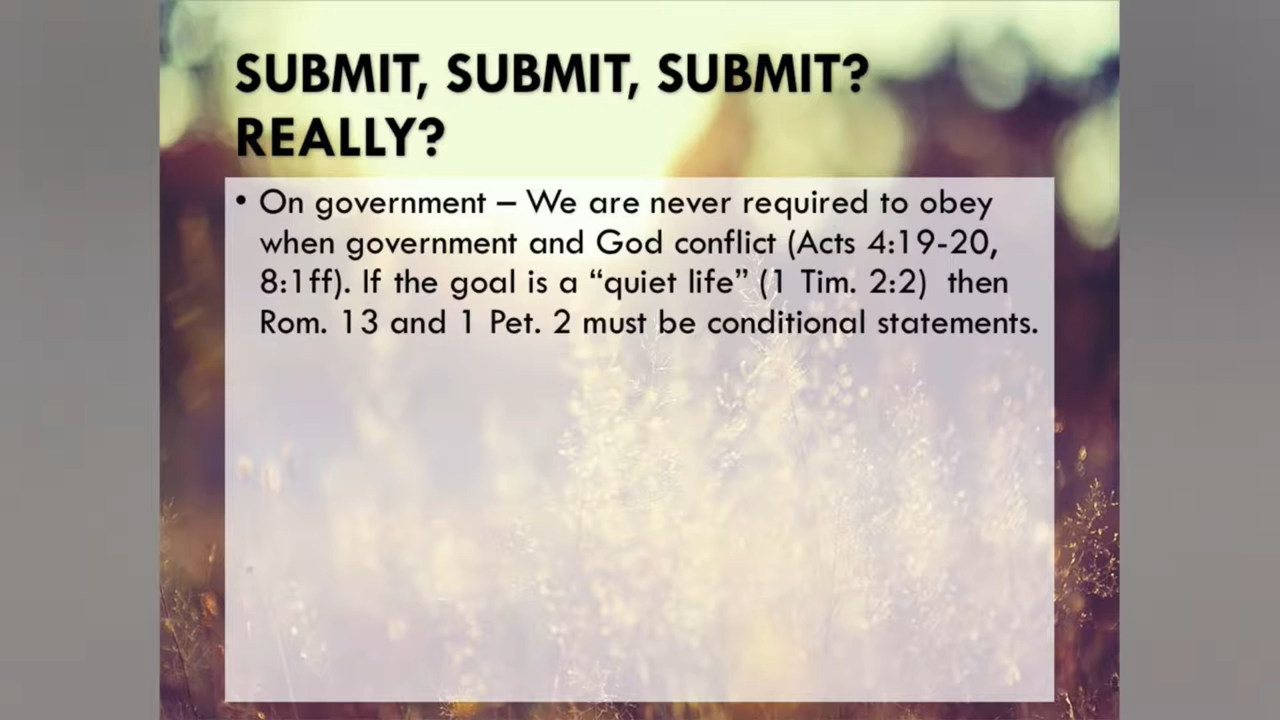 SUBMIT, SUBMIT, SUBMIT?
REALLY?
• On government – We are never required to obey
when government and God conflict (Acts 4:19-20,
8:1ff). If the goal is a “quiet life” (1 Tim. 2:2)  then
Rom. 13 and 1 Pet. 2 must be conditional statements.